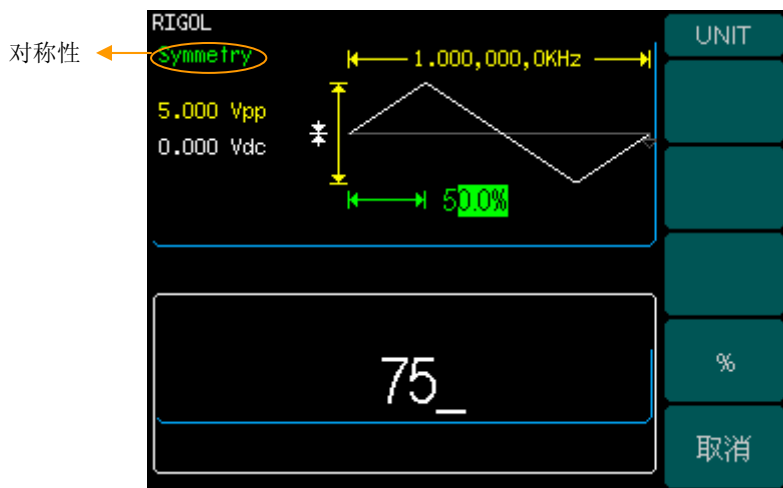 RIGOL
对称性
Symmetry
1.000,000,0KHz
5.000 Vpp
0.000 Vdc
50.0%
75_
UNIT
%
取消